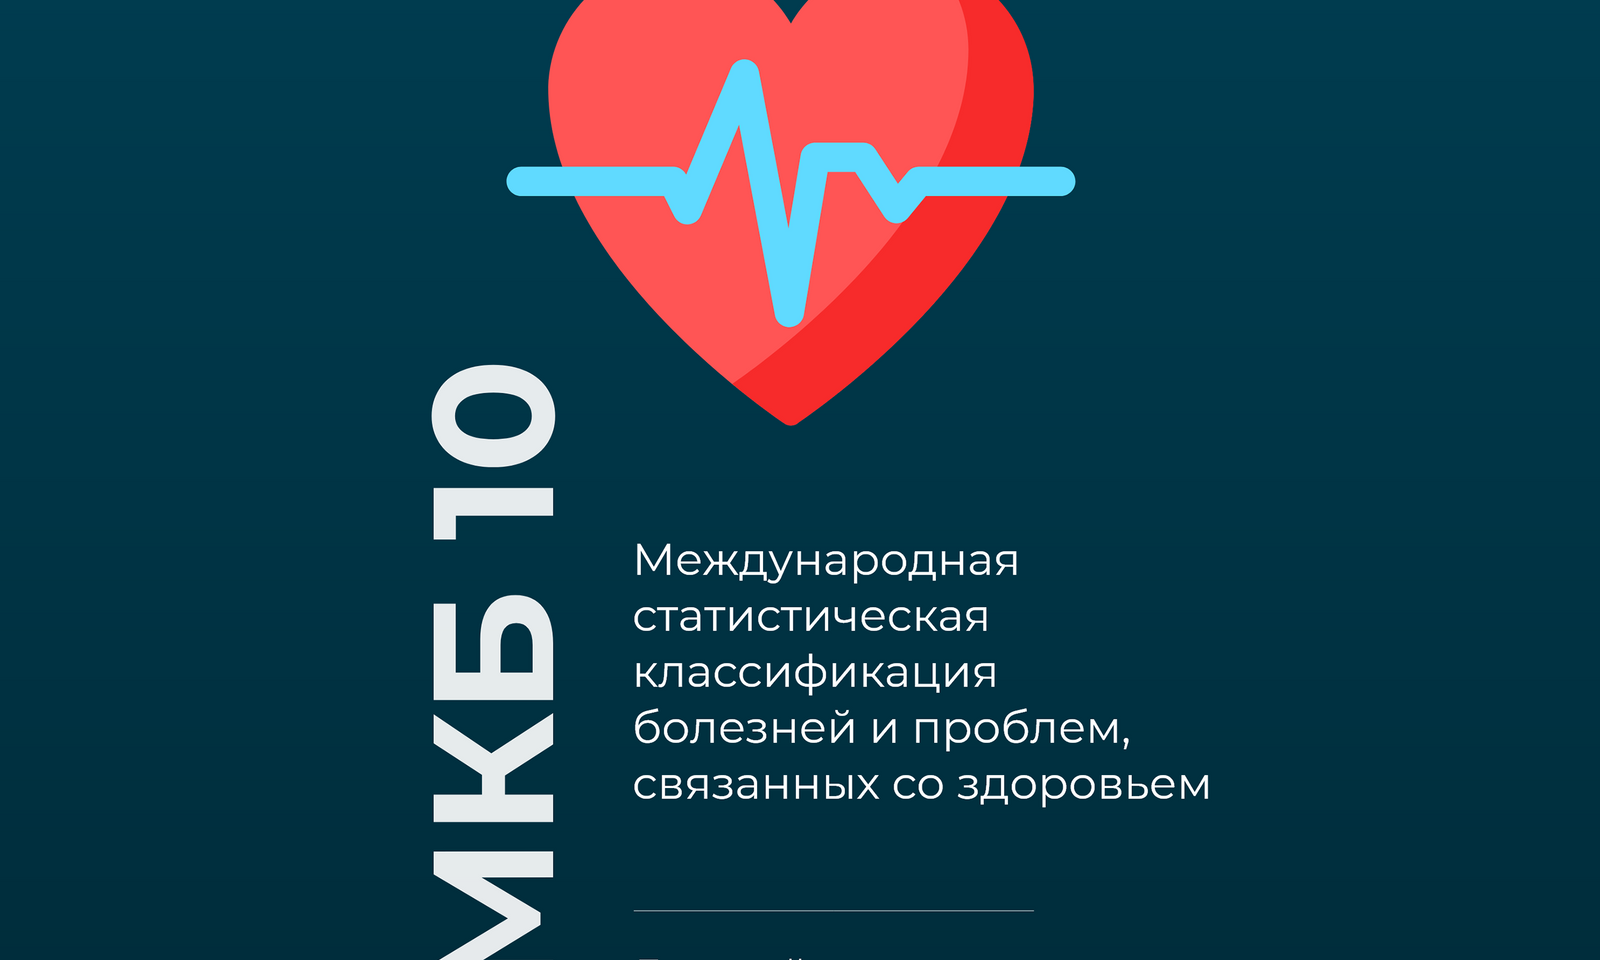 МКБ 10
Международная
статистическая
классификация
болезней и проблем,
связанных со здоровьем